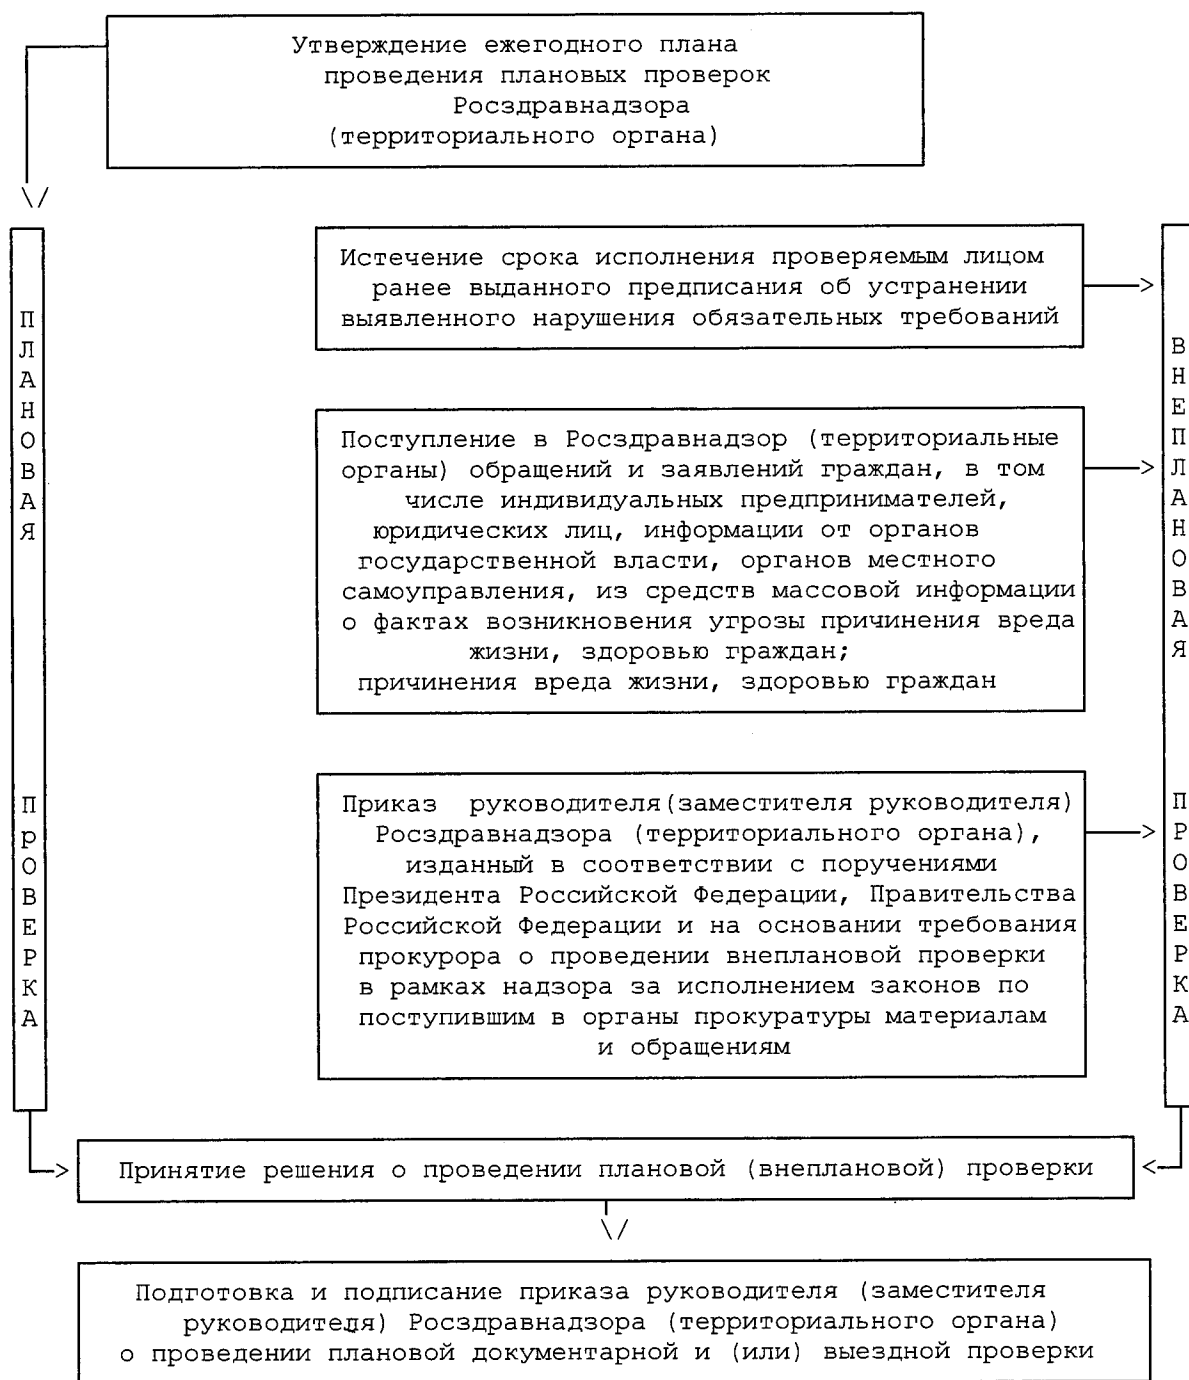 Утверждение ежегодного плана
проведения плановых проверок
Росздравнадзора
(территориального органа)
\/
ПЛАНОВАЯ
ПрОВЕРКА
Истечение срока исполнения проверяемым лицом
ранее выданного предписания об устранении
выявленного нарушения обязательных требований
Поступление в Росздравнадзор (территориальные
органы) обращений и заявлений граждан, в том
числе индивидуальных предпринимателей,
юридических лиц, информации от органов
государственной власти, органов местного
самоуправления, из средств массовой информации
о фактах возникновения угрозы причинения вреда
жизни, здоровью граждан;
причинения вреда жизни, здоровью граждан
Приказ руководителя(заместителя руководителя)
Росздравнадзора (территориального органа),
изданный в соответствии с поручениями
Президента Российской Федерации, Правительства
Российской Федерации и на основании требования
прокурора о проведении внеплановой проверки
в рамках надзора за исполнением законов по
поступившим в органы прокуратуры материалам
и обращениям
ВНЕПЛАНОВАЯ
ПРОВЕРКА
Принятие решения о проведении плановой (внеплановой) проверки
\/
Подготовка и подписание приказа руководителя (заместителя
руководителя) Росздравнадзора (территориального органа)
о проведении плановой документарной и (или) выездной проверки